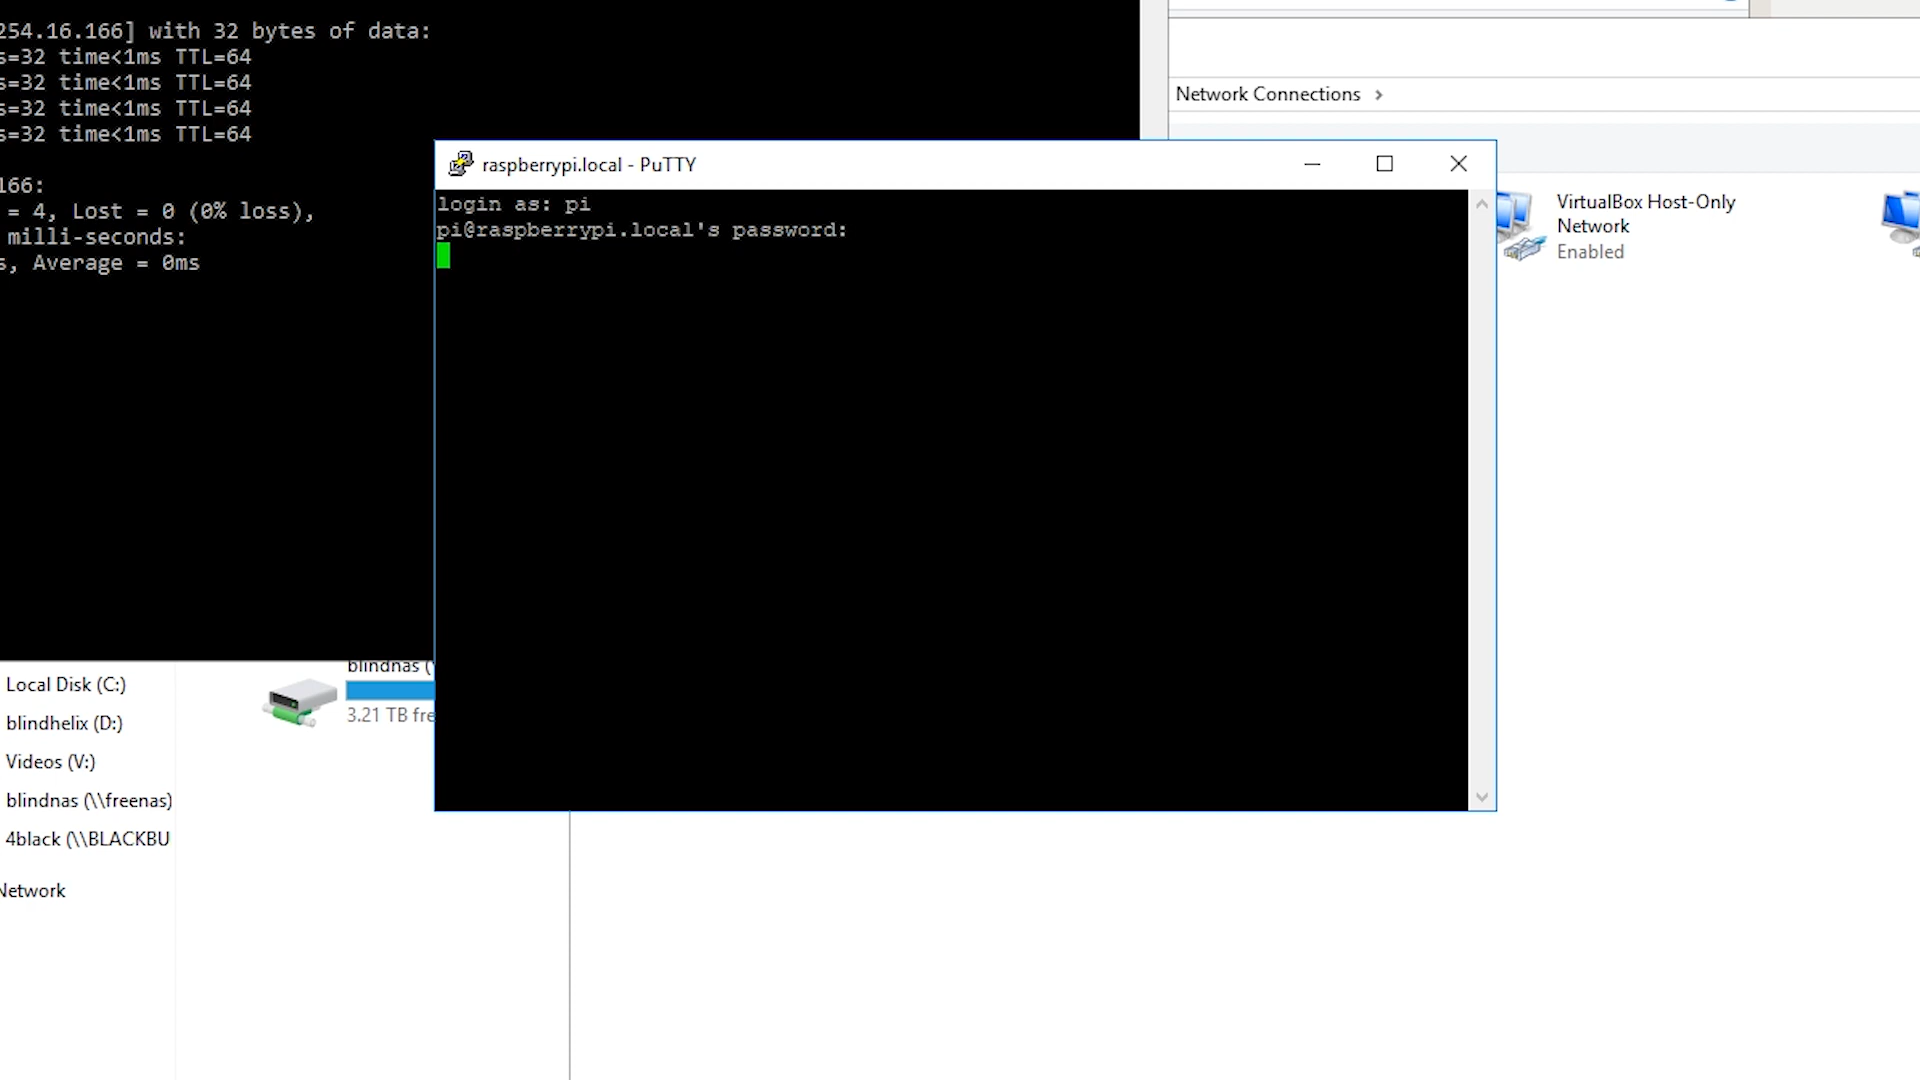 254.16.166] with 32 bytes of data:
s=32 time<1ms TTL=64
s=32 time<1ms TTL=64
s=32 time<1ms TTL=64
s=32 time<1ms TTL=64
166:
= 4, Lost = 0 (0% loss),
milli-seconds:
s, Average = 0ms
Network Connections
raspberrypi.local - PuTTY
login as: pi
pi@raspberrypi.local's password:
VirtualBox Host-Only
Network
Enabled
blindnas (
3.21 TB fre
Local Disk (C:)
blindhelix (D:)
Videos (V:)
blindnas (\\freenas)
4black (\\BLACKBU
Network